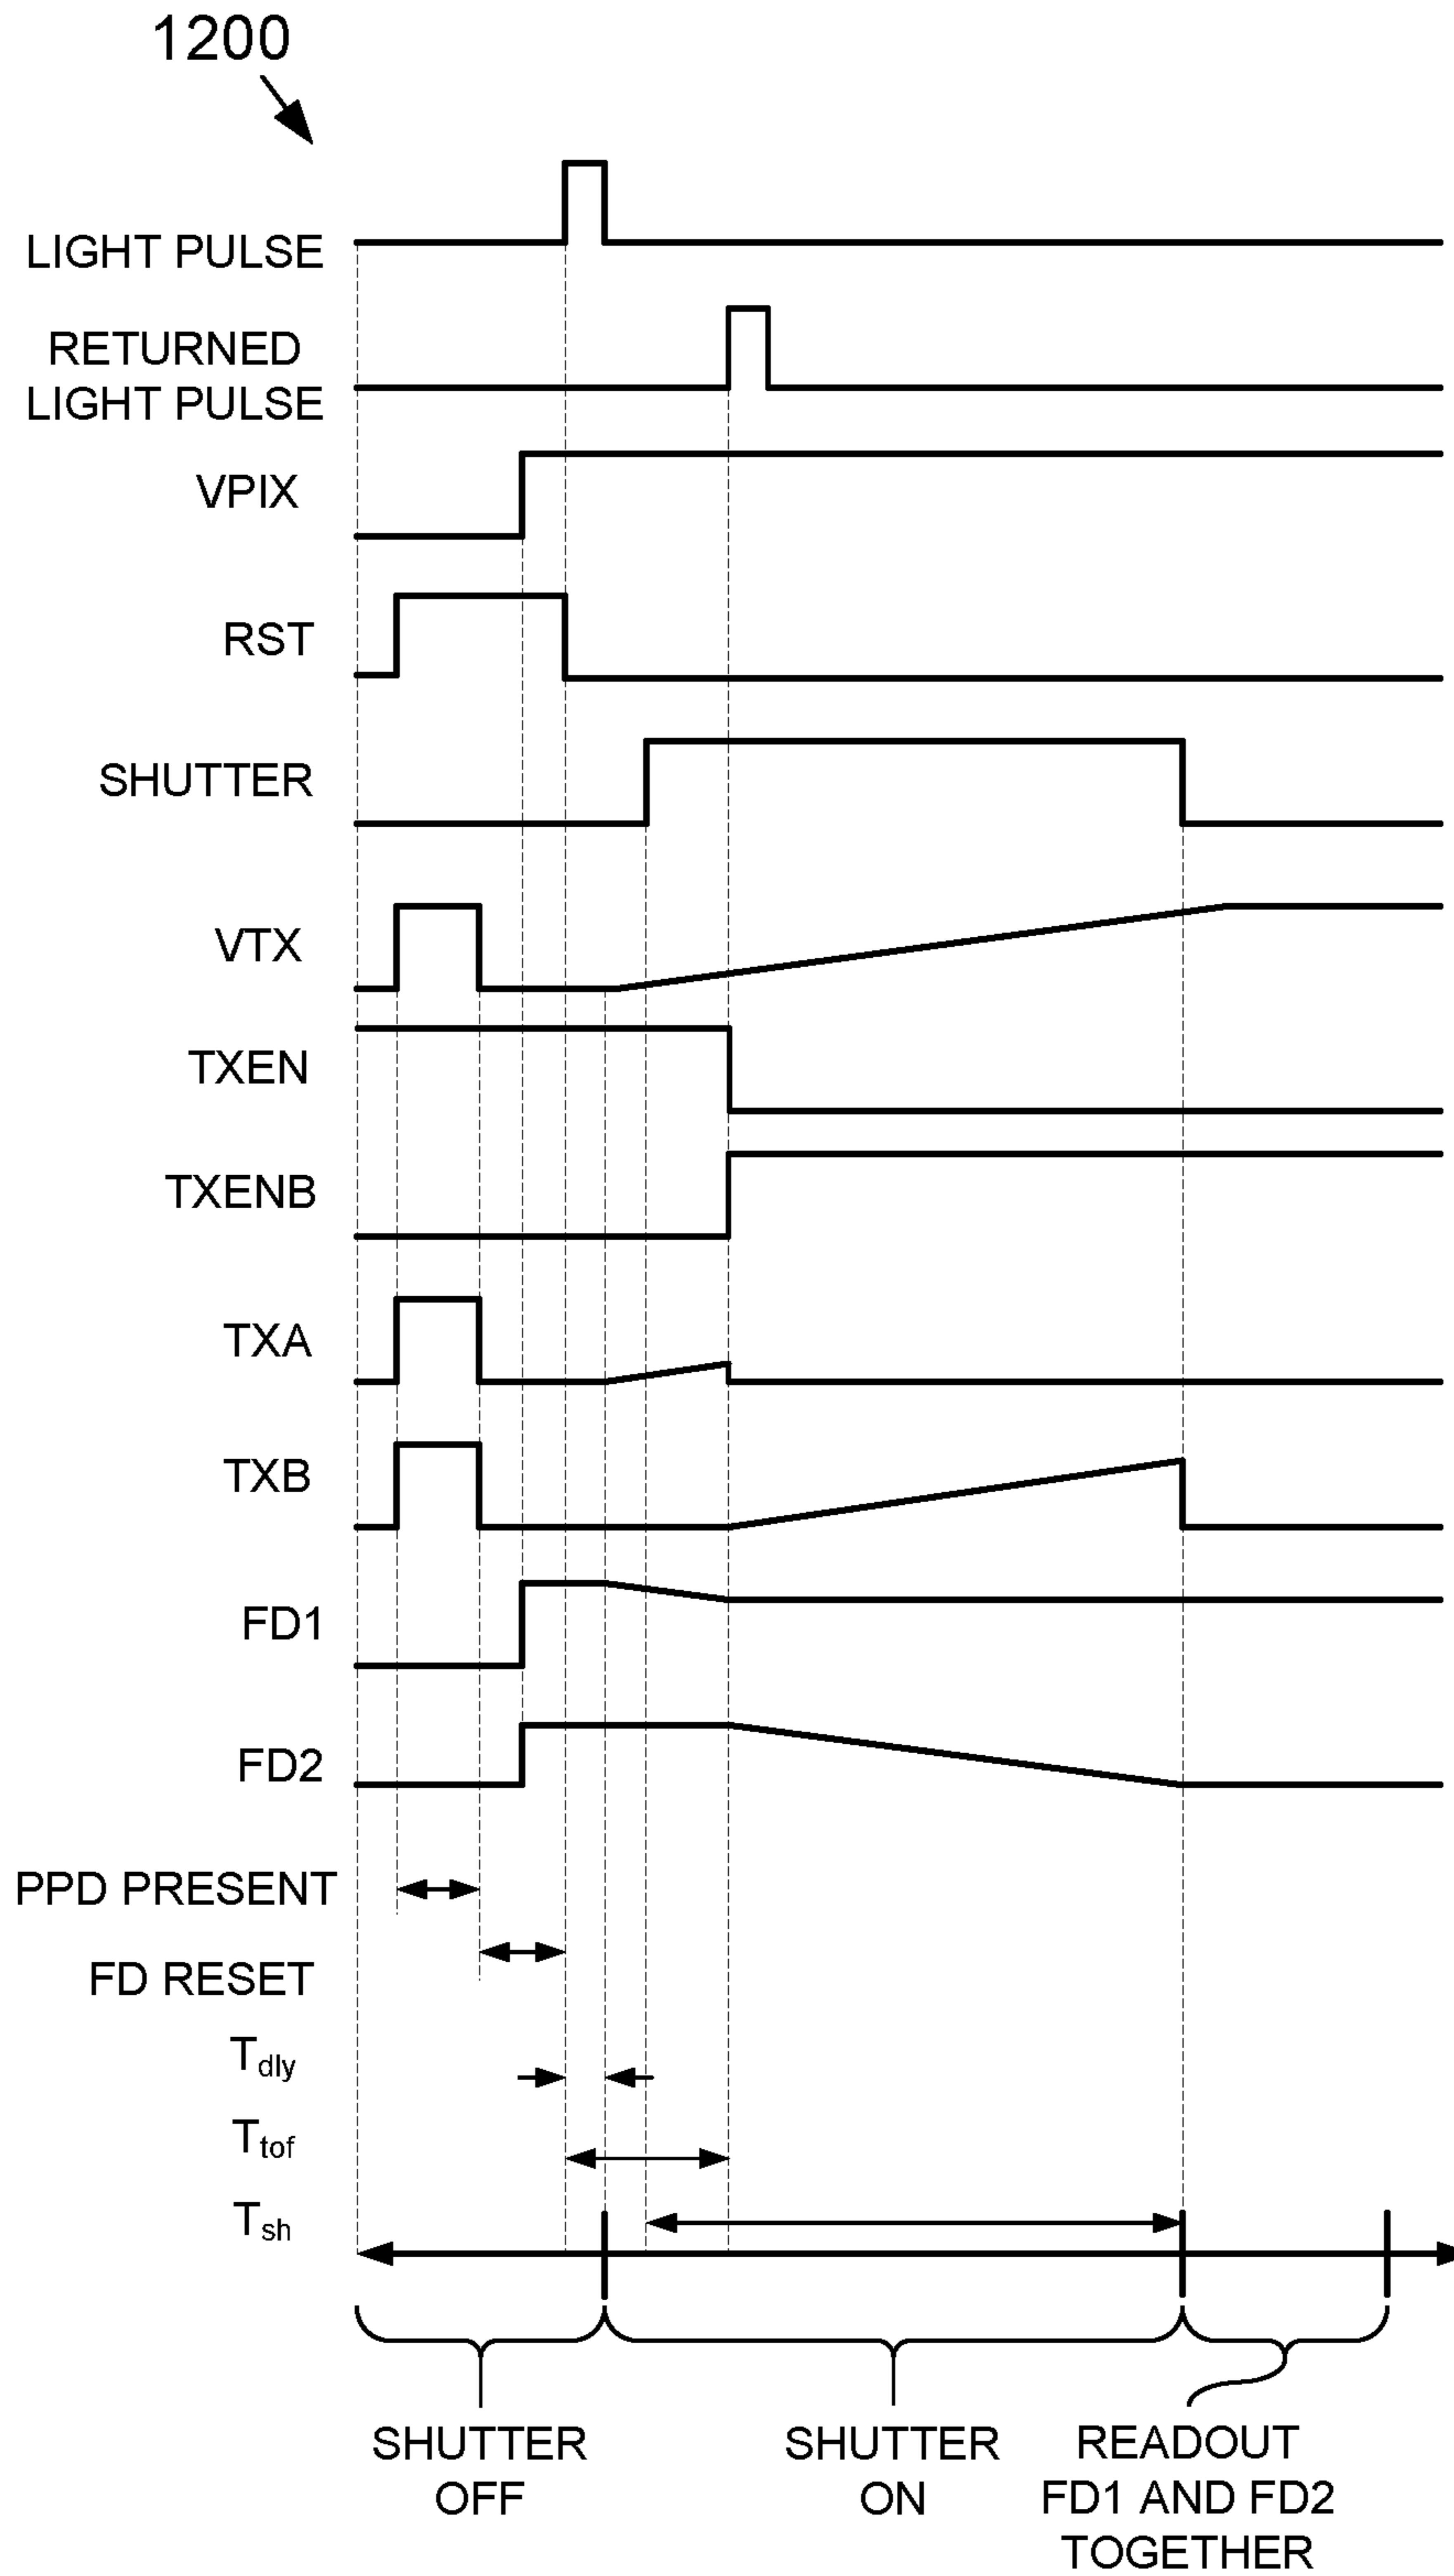 1200
LIGHT PULSE
RETURNED
LIGHT PULSE
VPIX
RST
SHUTTER
VTX
TXEN
TXENB
TXA
TXB
FD1
FD2
PPD PRESENT
FD RESET
Tdly
Ttof
Tsh
SHUTTER
OFF
SHUTTER
ON
READOUT
FD1 AND FD2
TOGETHER